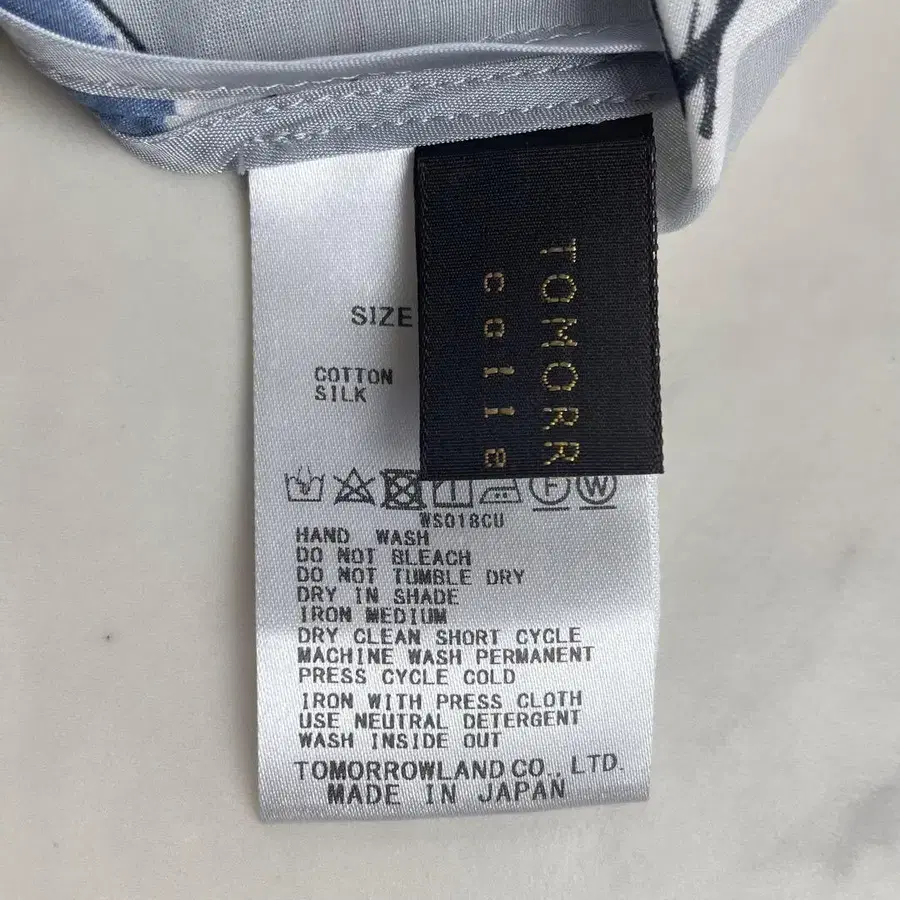 TOMORR
colle
SIZE
COTTON
SILK
F W
WS018CU
HAND WASH
DO NOT BLEACH
DO NOT TUMBLE DRY
DRY IN SHADE
IRON MEDIUM
DRY CLEAN SHORT CYCLE
MACHINE WASH PERMANENT
PRESS CYCLE COLD
IRON WITH PRESS CLOTH
USE NEUTRAL DETERGENT
WASH INSIDE OUT
TOMORROWLAND CO., LTD.
MADE IN JAPAN